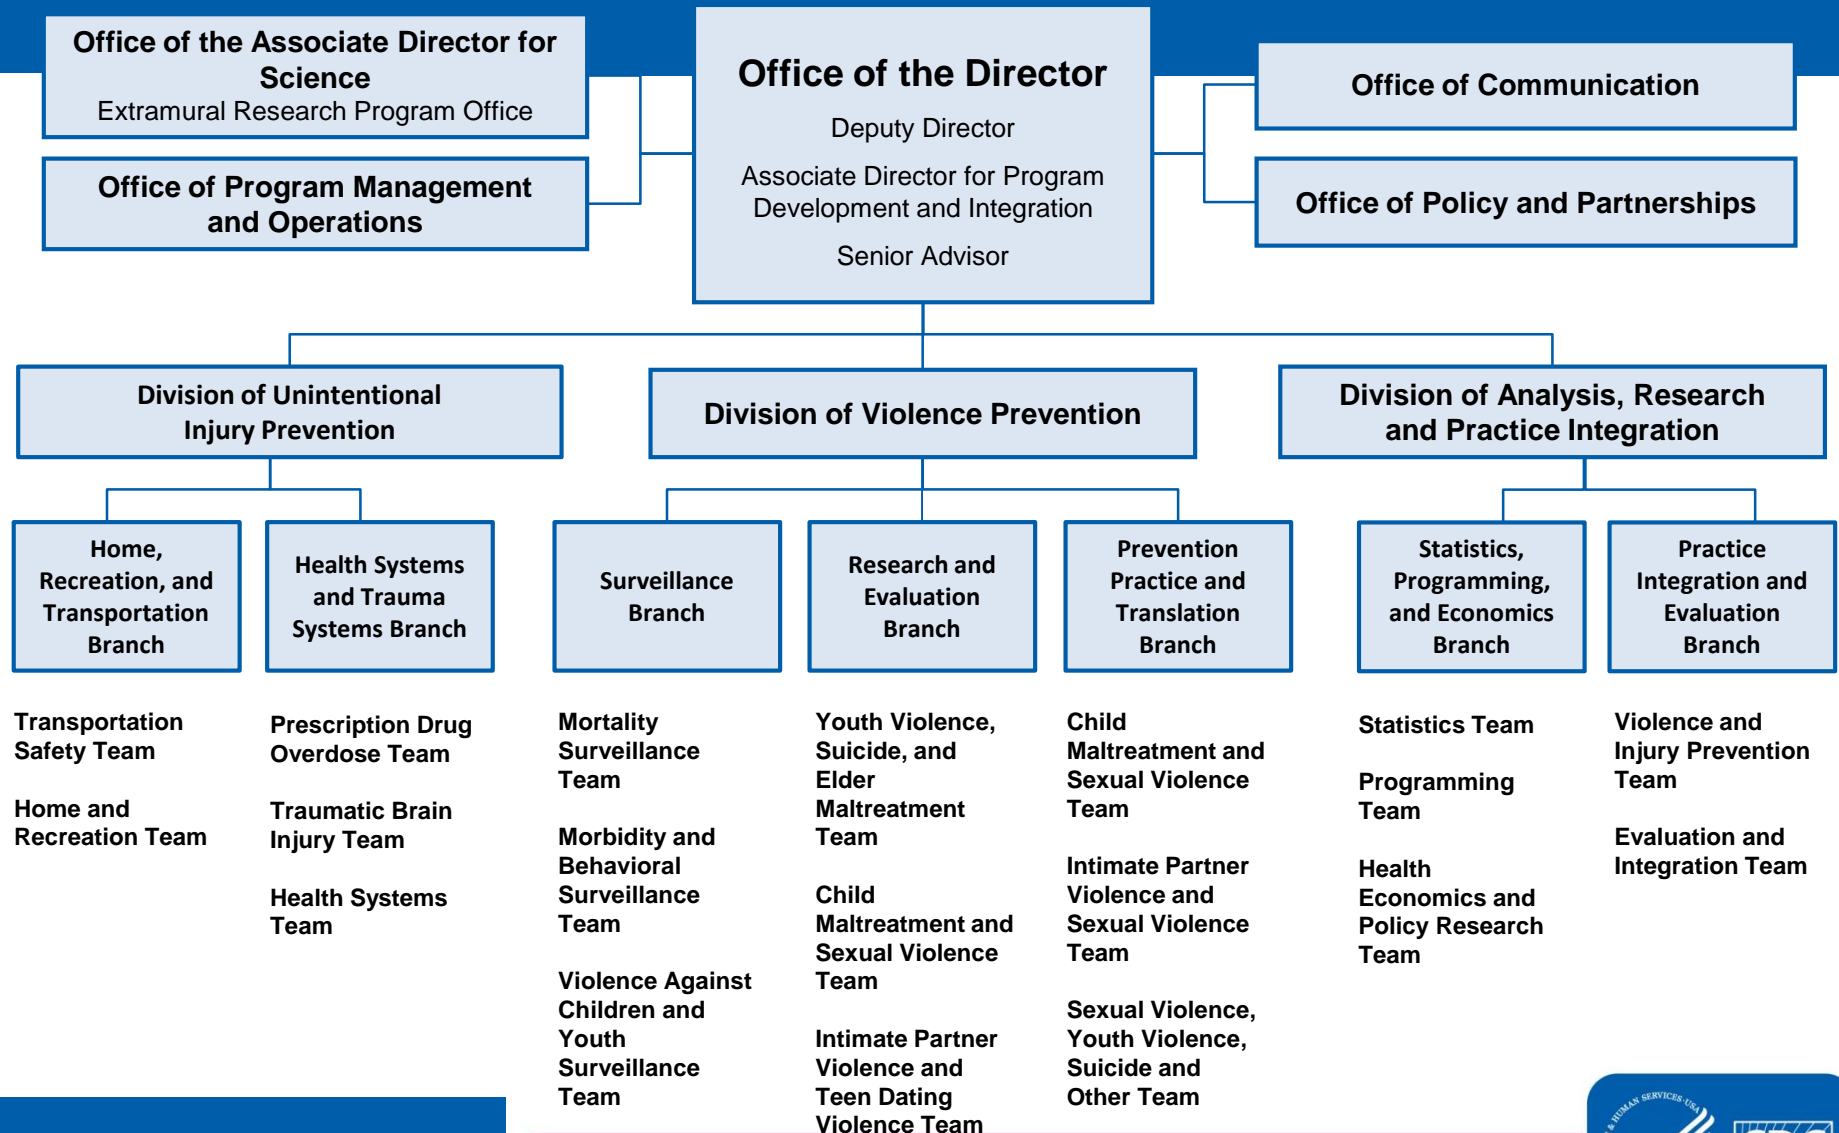 Office of the Associate Director for
Science
Extramural Research Program Office
Office of Program Management
and Operations
Office of the Director
Deputy Director
Associate Director for Program
Development and Integration
Senior Advisor
Office of Communication
Office of Policy and Partnerships
Division of Unintentional
Injury Prevention
Division of Violence Prevention
Division of Analysis, Research
and Practice Integration
Home,
Recreation, and
Transportation
Branch
Health Systems
and Trauma
Systems Branch
Surveillance
Branch
Research and
Evaluation
Branch
Prevention
Practice and
Translation
Branch
Statistics,
Programming,
and Economics
Branch
Practice
Integration and
Evaluation
Branch
Transportation
Safety Team
Home and
Recreation Team
Prescription Drug
Overdose Team
Traumatic Brain
Injury Team
Health Systems
Team
Mortality
Surveillance
Team
Morbidity and
Behavioral
Surveillance
Team
Violence Against
Children and
Youth
Surveillance
Team
Youth Violence,
Suicide, and
Elder
Maltreatment
Team
Child
Maltreatment and
Sexual Violence
Team
Intimate Partner
Violence and
Teen Dating
Violence Team
Child
Maltreatment and
Sexual Violence
Team
Intimate Partner
Violence and
Sexual Violence
Team
Sexual Violence,
Youth Violence,
Suicide and
Other Team
Statistics Team
Programming
Team
Health
Economics and
Policy Research
Team
Violence and
Injury Prevention
Team
Evaluation and
Integration Team
& HUMAN SERVICES·USA